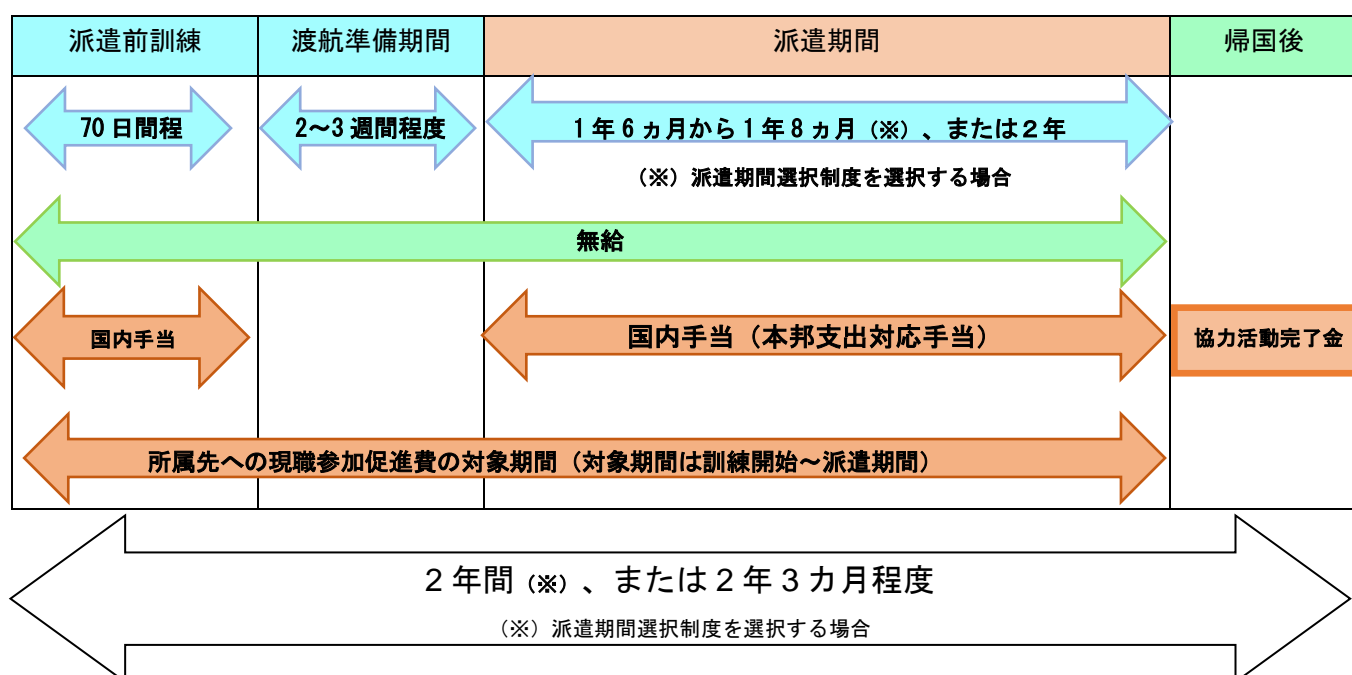 派遣前訓練
渡航準備期間
派遣期間
帰国後
70日間程
2～3週間程度
1年6ヵ月から1年8ヵ月（※）、または2年
（※）派遣期間選択制度を選択する場合
無給
国内手当
国内手当（本邦支出対応手当）
協力活動完了金
所属先への現職参加促進費の対象期間（対象期間は訓練開始～派遣期間）
２年間（※）、または２年３カ月程度
（※）派遣期間選択制度を選択する場合